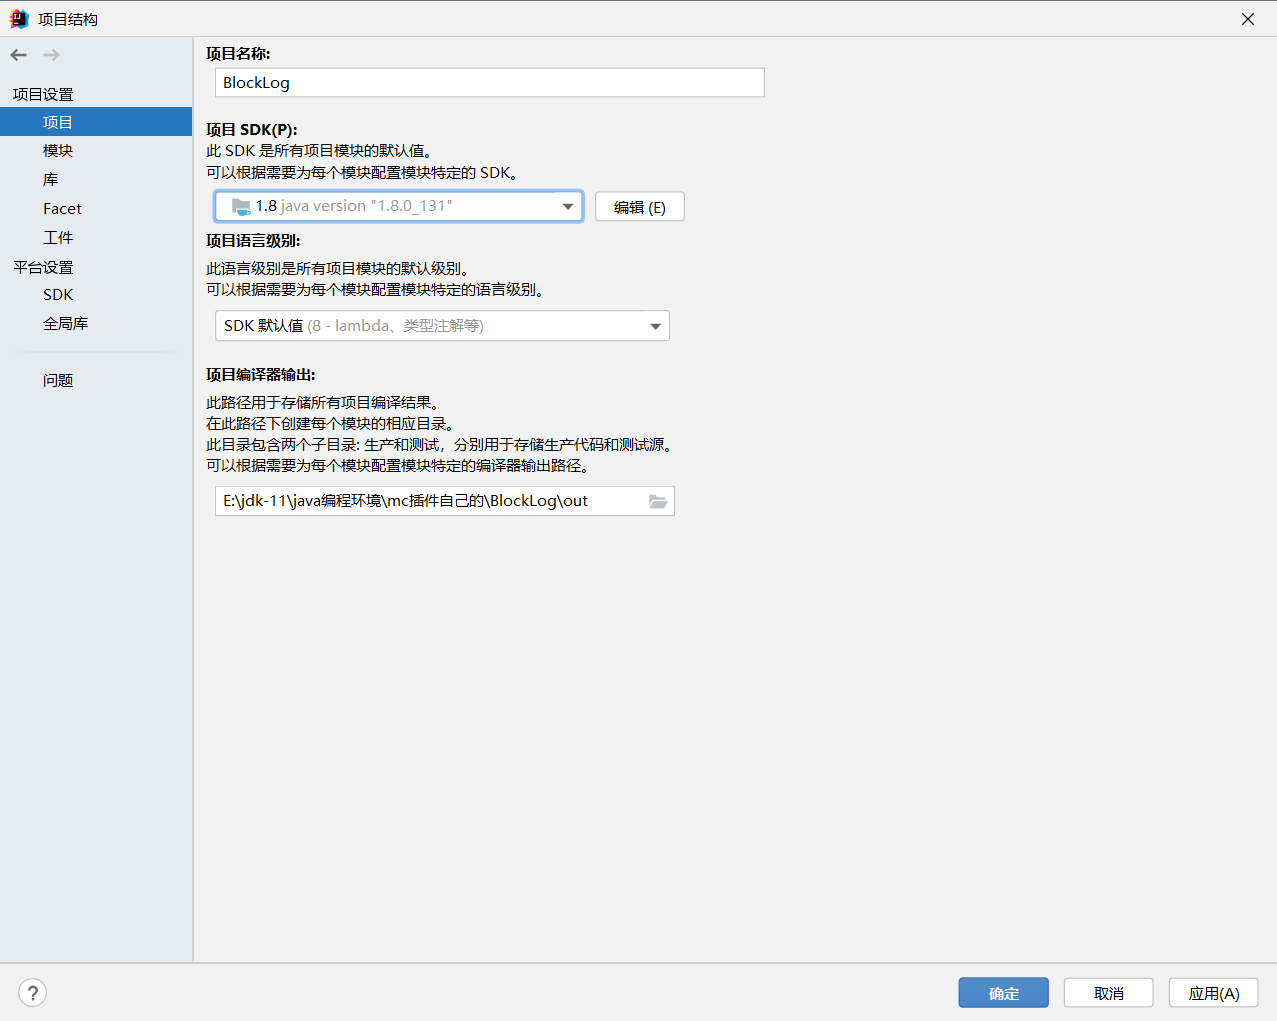 项目结构
项目设置
项目
模块
库
Facet
工件
平台设置
SDK
全局库
问题
项目名称:
BlockLog
项目 SDK(P):
此 SDK 是所有项目模块的默认值。
可以根据需要为每个模块配置模块特定的 SDK。
1.8 java version "1.8.0_131"
编辑 (E)
项目语言级别:
此语言级别是所有项目模块的默认级别。
可以根据需要为每个模块配置模块特定的语言级别。
SDK 默认值 (8 - lambda、类型注解等)
项目编译器输出:
此路径用于存储所有项目编译结果。
在此路径下创建每个模块的相应目录。
此目录包含两个子目录: 生产和测试，分别用于存储生产代码和测试源。
可以根据需要为每个模块配置模块特定的编译器输出路径。
E:\jdk-11\java编程环境\mc插件自己的\BlockLog\out
?
确定
取消
应用(A)